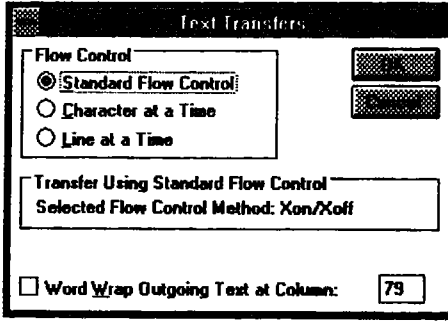 Text Transfers
Flow Control
Standard Flow Control
Character at a Time
Line at a Time
OK
Cancel
Transfer Using Standard Flow Control
Selected Flow Control Method: Xon/Xoff
Word Wrap Outgoing Text at Column: 79